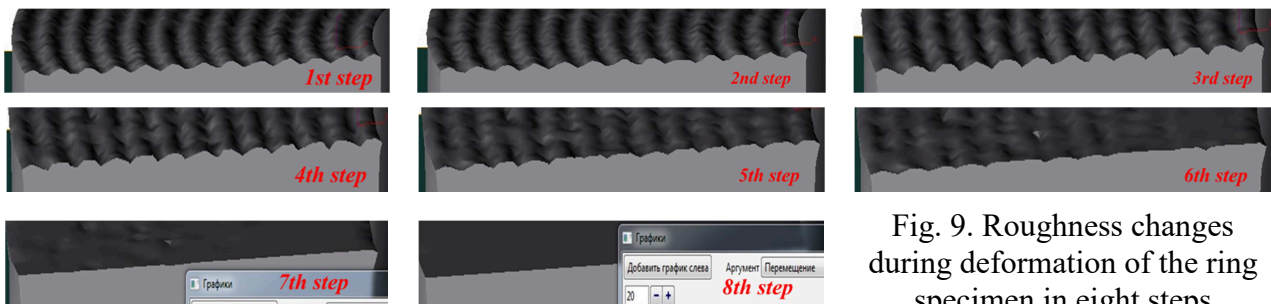 1st step
2nd step
3rd step
4th step
5th step
6th step
Графики
7th step
Графики
Добавить график слева
Аргумент
Перемещение
8th step
20
- +
Fig. 9. Roughness changes
during deformation of the ring
specimen in eight steps